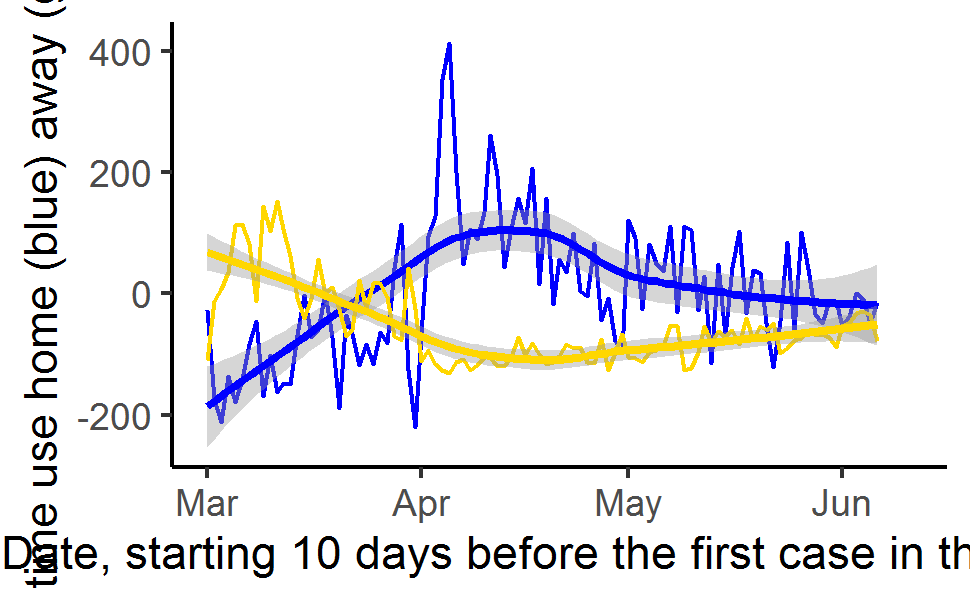 time use home (blue) away (
400
200
0
-200
Mar Apr May Jun
Date, starting 10 days before the first case in th